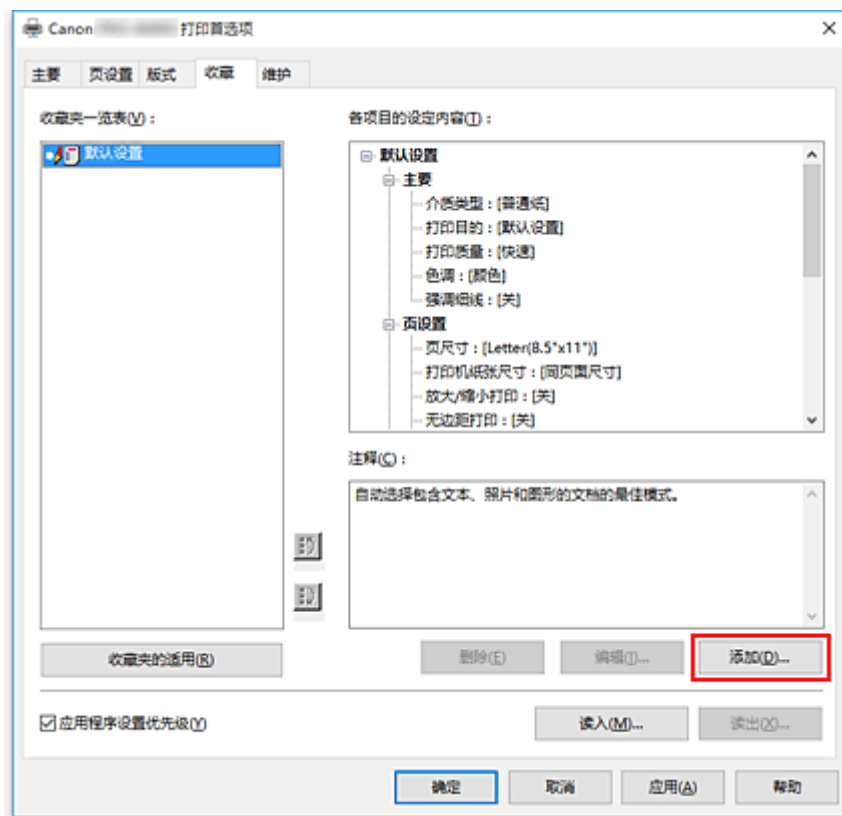 Canon 打印首选项
主要 页设置 版式 收藏 维护
收藏夹一览表(V)：
默认设置
各项目的设定内容(T)：
默认设置
主要
介质类型：[普通纸]
打印目的：[默认设置]
打印质量：[快速]
色调：[颜色]
强调细线：[关]
页设置
页尺寸：[Letter(8.5"x11")]
打印机纸张尺寸：[同页面尺寸]
放大/缩小打印：[关]
无边距打印：[关]
注释(C)：
自动选择包含文本、照片和图形的文档的最佳模式。
收藏夹的适用(R)
删除(E) 编辑(I)... 添加(D)...
应用程序设置优先级(Y)
读入(M)... 读出(X)...
确定 取消 应用(A) 帮助